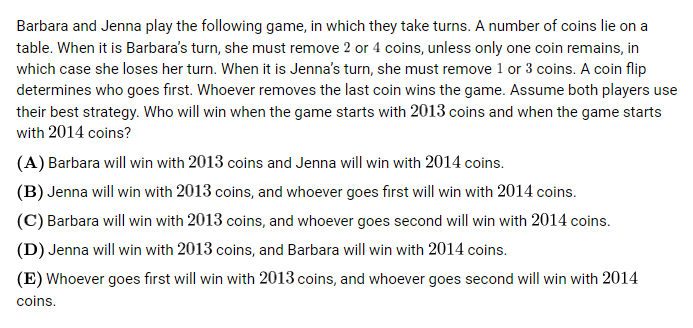 Barbara and Jenna play the following game, in which they take turns. A number of coins lie on a
table. When it is Barbara's turn, she must remove 2 or 4 coins, unless only one coin remains, in
which case she loses her turn. When it is Jenna's turn, she must remove 1 or 3 coins. A coin flip
determines who goes first. Whoever removes the last coin wins the game. Assume both players use
their best strategy. Who will win when the game starts with 2013 coins and when the game starts
with 2014 coins?
(A) Barbara will win with 2013 coins and Jenna will win with 2014 coins.
(B) Jenna will win with 2013 coins, and whoever goes first will win with 2014 coins.
(C) Barbara will win with 2013 coins, and whoever goes second will win with 2014 coins.
(D) Jenna will win with 2013 coins, and Barbara will win with 2014 coins.
(E) Whoever goes first will win with 2013 coins, and whoever goes second will win with 2014
coins.